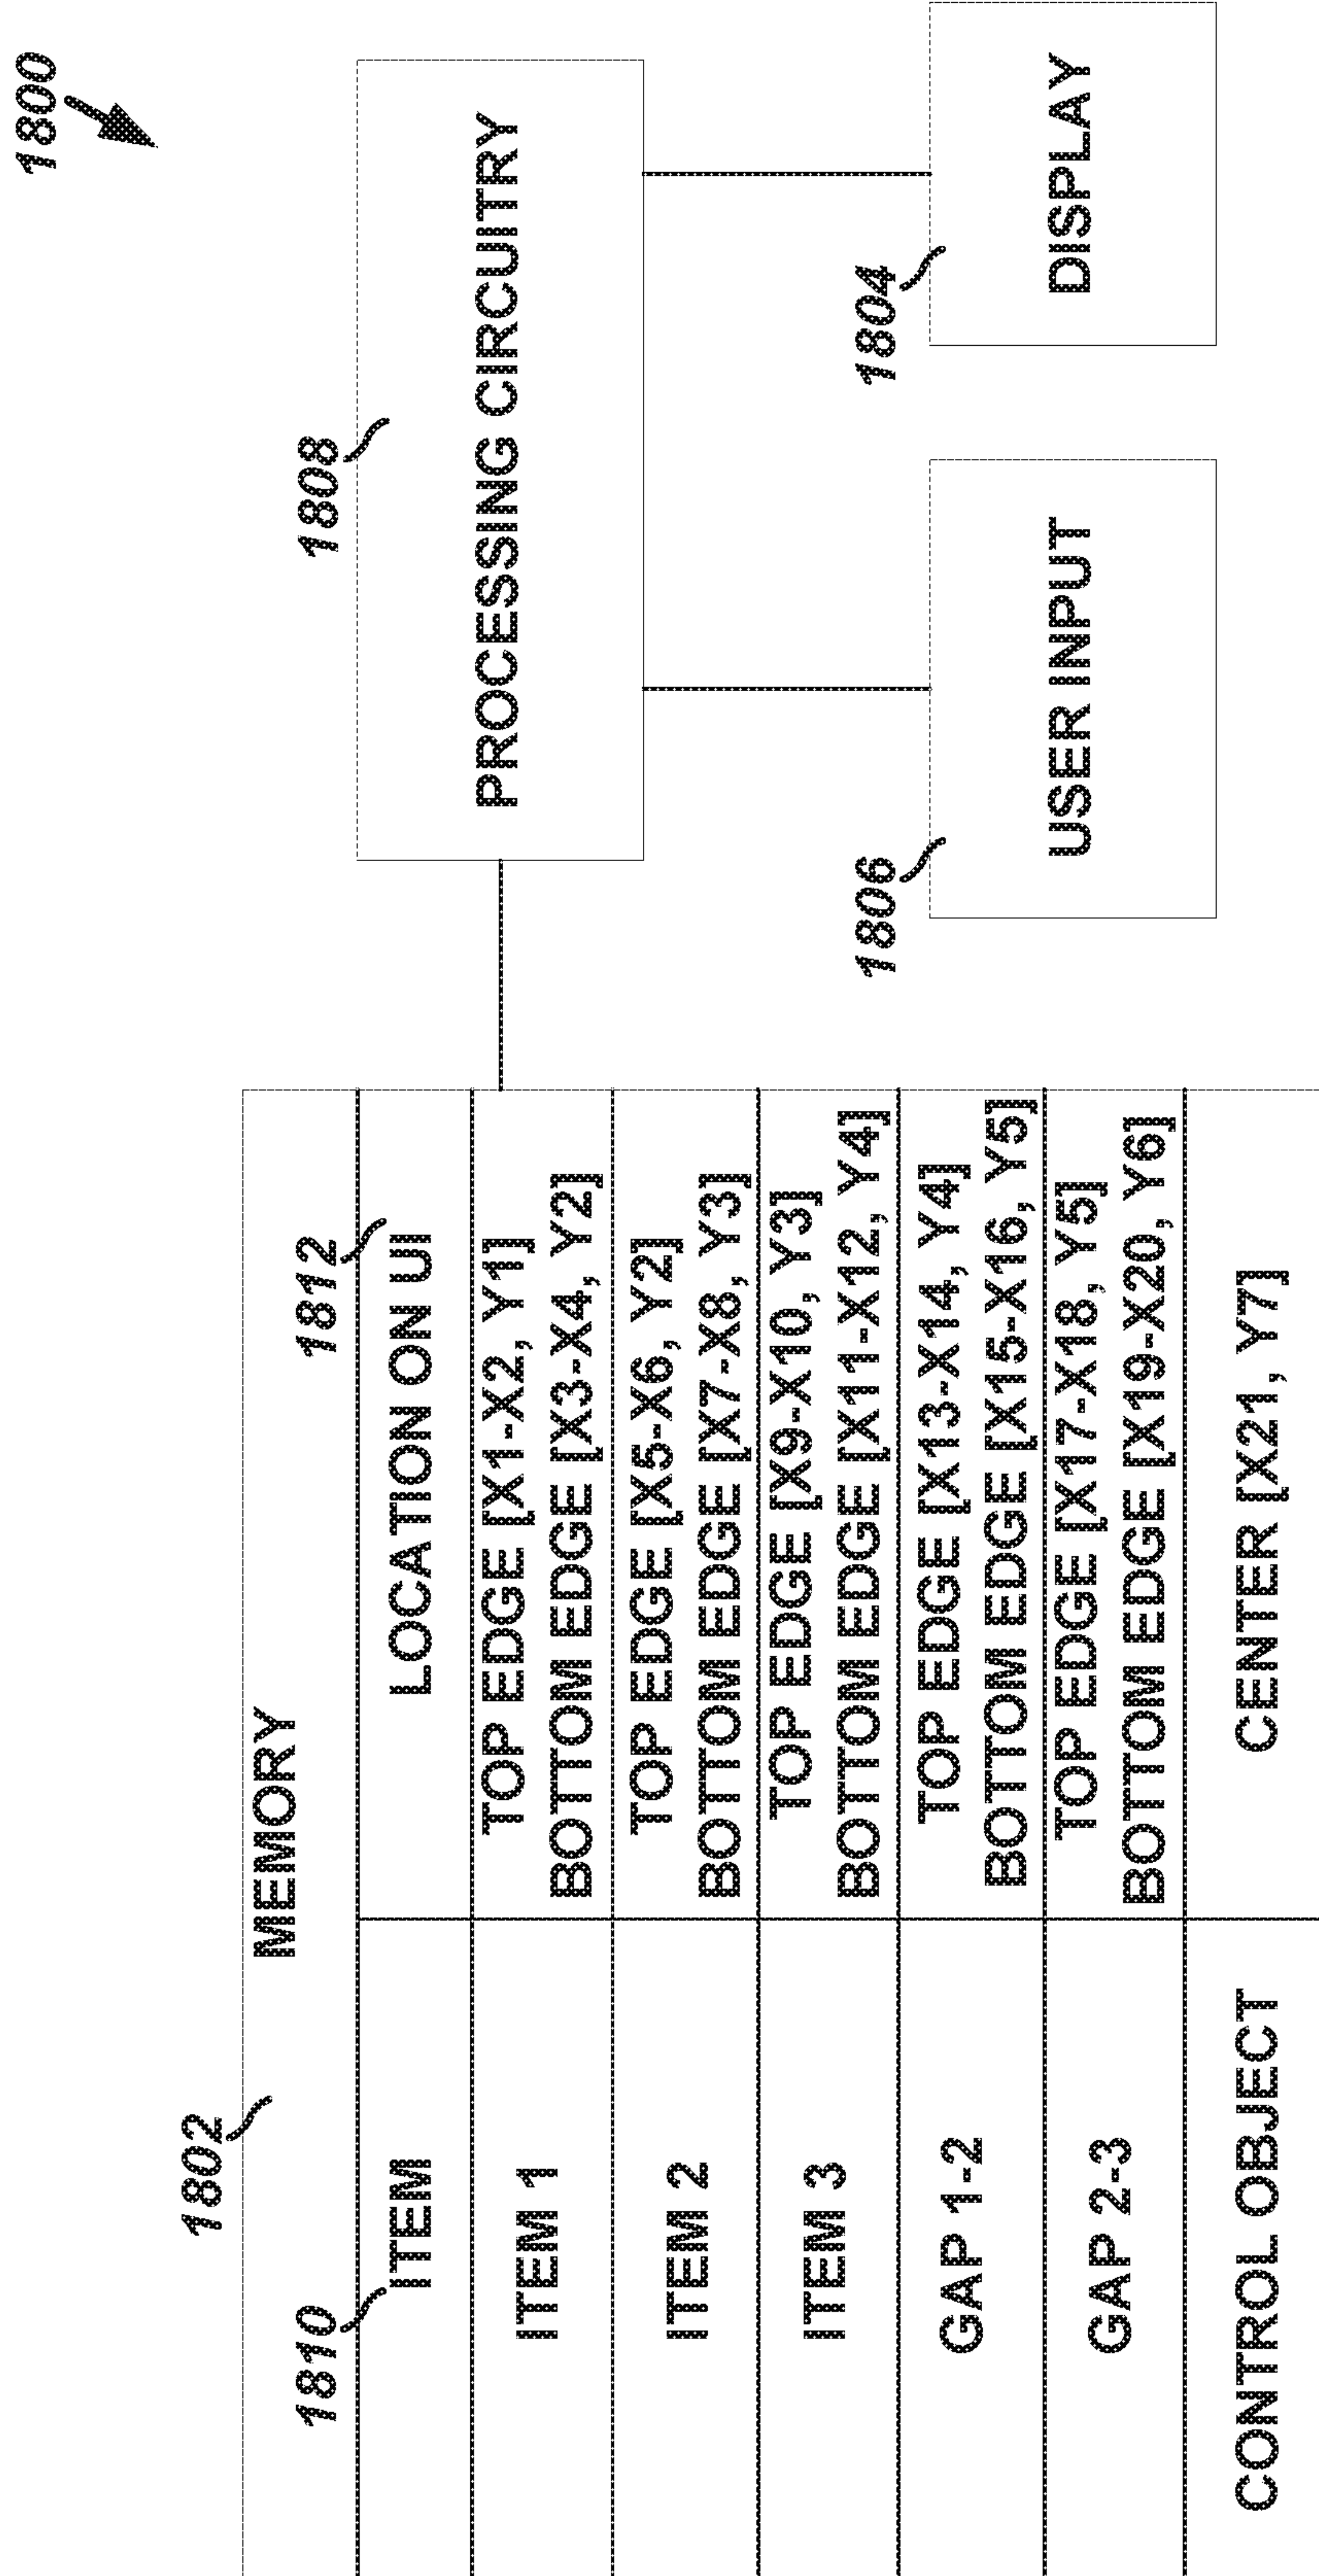 1800
1802
MEMORY
1810
1812
ITEM
LOCATION ON UI
ITEM 1
TOP EDGE [X1-X2, Y1]
BOTTOM EDGE [X3-X4, Y2]
ITEM 2
TOP EDGE [X5-X6, Y2]
BOTTOM EDGE [X7-X8, Y3]
ITEM 3
TOP EDGE [X9-X10, Y3]
BOTTOM EDGE [X11-X12, Y4]
GAP 1-2
TOP EDGE [X13-X14, Y4]
BOTTOM EDGE [X15-X16, Y5]
GAP 2-3
TOP EDGE [X17-X18, Y5]
BOTTOM EDGE [X19-X20, Y6]
CONTROL OBJECT
CENTER [X21, Y7]
1808
PROCESSING CIRCUITRY
1806
USER INPUT
1804
DISPLAY